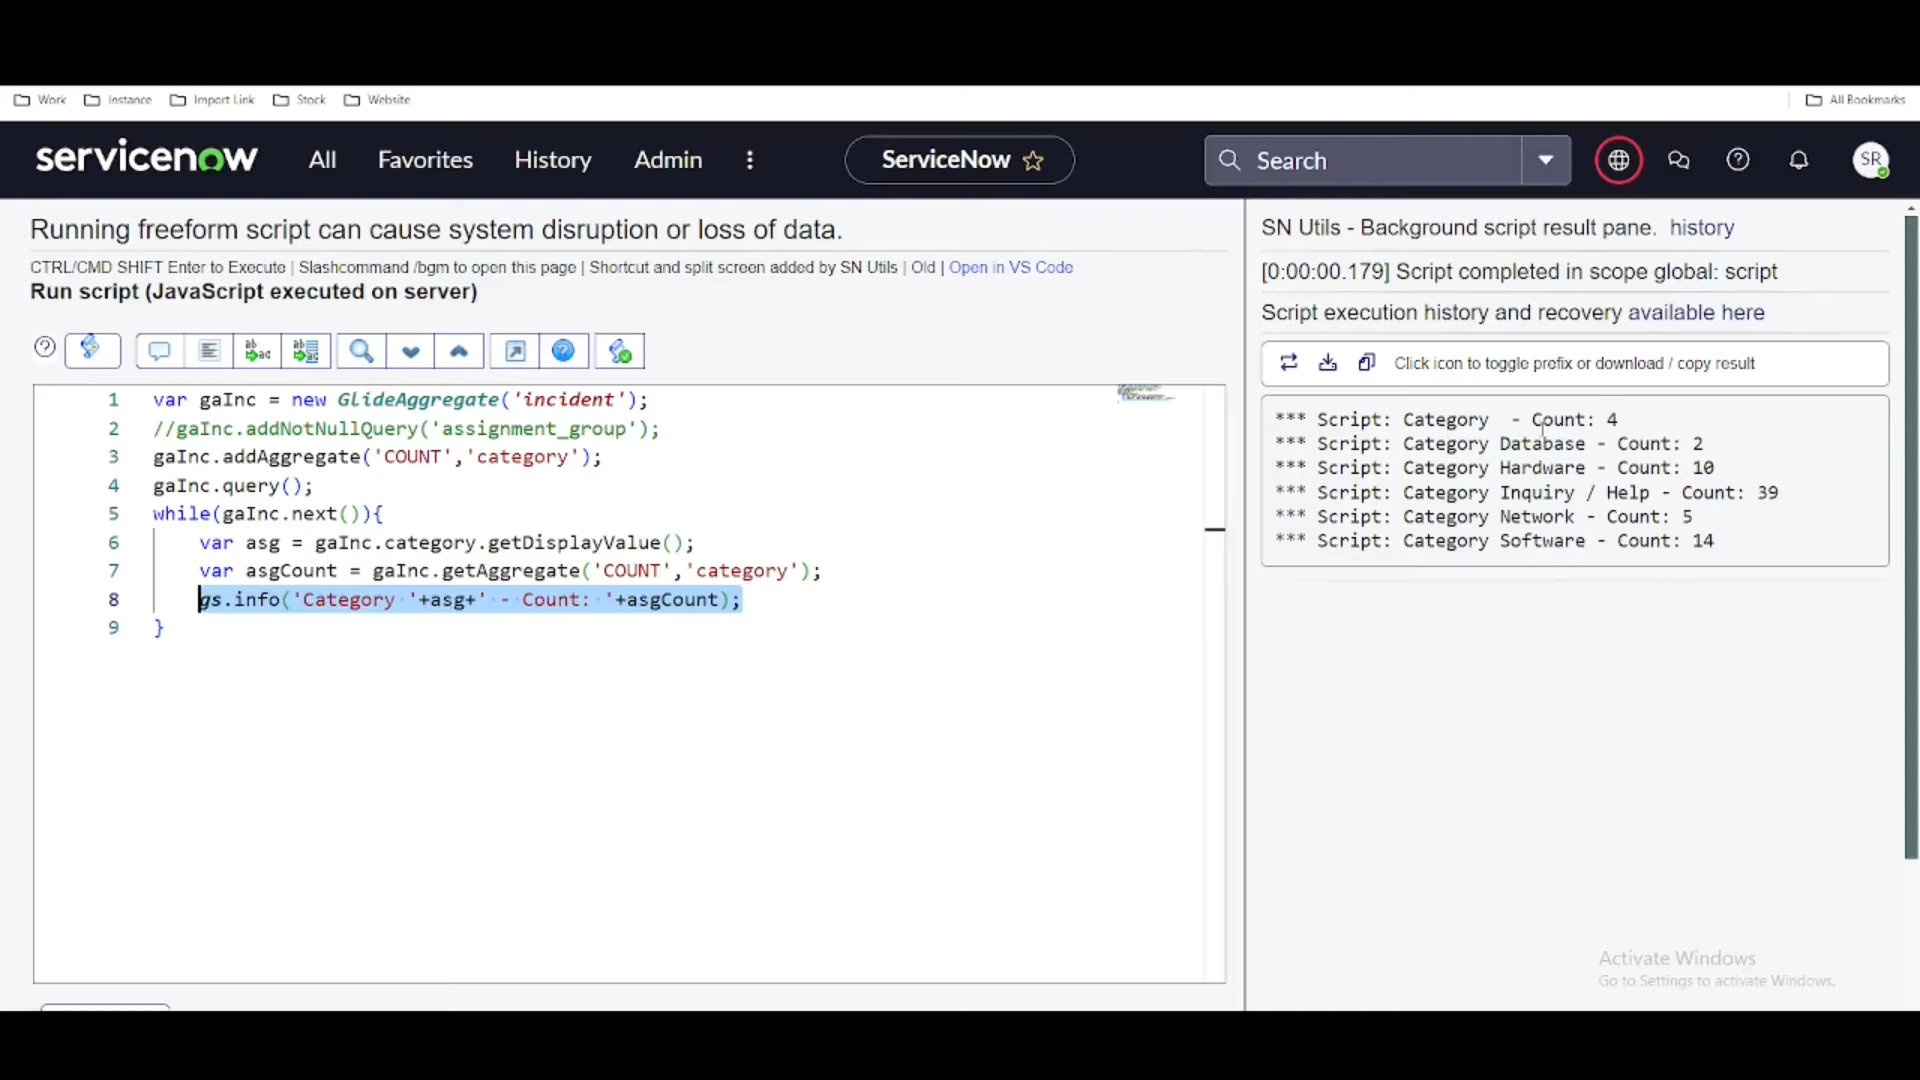 Work Instance Import Link Stock Website All Bookmarks
servicenow All Favorites History Admin ServiceNow Search SR
Running freeform script can cause system disruption or loss of data.
CTRL/CMD SHIFT Enter to Execute | Slashcommand /bgm to open this page | Shortcut and split screen added by SN Utils | Old | Open in VS Code
Run script (JavaScript executed on server)
1 var gaInc = new GlideAggregate('incident');
2 //gaInc.addNotNullQuery('assignment_group');
3 gaInc.addAggregate('COUNT','category');
4 gaInc.query();
5 while(gaInc.next()){
6 var asg = gaInc.category.getDisplayValue();
7 var asgCount = gaInc.getAggregate('COUNT','category');
8 gs.info('Category '+asg+' - Count: '+asgCount);
9 }
SN Utils - Background script result pane. history
[0:00:00.179] Script completed in scope global: script
Script execution history and recovery available here
Click icon to toggle prefix or download / copy result
*** Script: Category  - Count: 4
*** Script: Category Database - Count: 2
*** Script: Category Hardware - Count: 10
*** Script: Category Inquiry / Help - Count: 39
*** Script: Category Network - Count: 5
*** Script: Category Software - Count: 14
Activate Windows
Go to Settings to activate Windows.